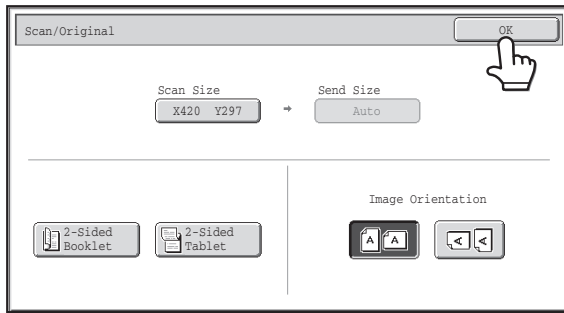 Scan/Original
OK
Scan Size
Send Size
X420 Y297
Auto
Image Orientation
2-Sided
Booklet
2-Sided
Tablet
A
A
A
A